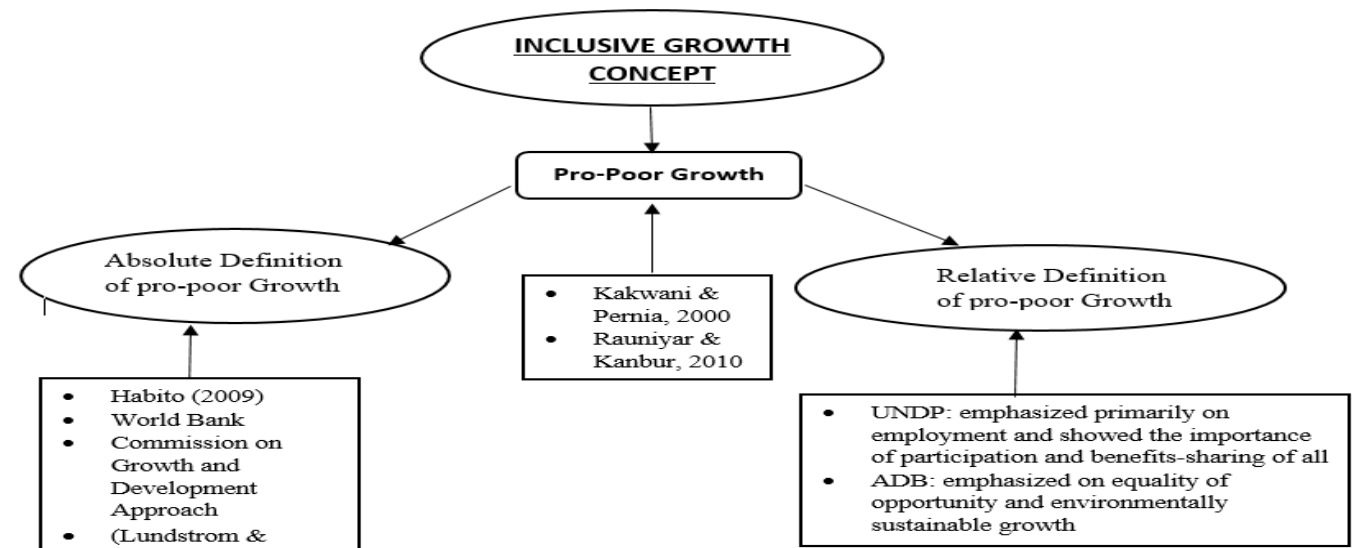 INCLUSIVE GROWTH
CONCEPT
Pro-Poor Growth
Absolute Definition
of pro-poor Growth
Relative Definition
of pro-poor Growth
• Kakwani &
Pernia, 2000
• Rauniyar &
Kanbur, 2010
• Habito (2009)
• World Bank
• Commission on
Growth and
Development
Approach
• (Lundstrom &
• UNDP: emphasized primarily on
employment and showed the importance
of participation and benefits-sharing of all
• ADB: emphasized on equality of
opportunity and environmentally
sustainable growth